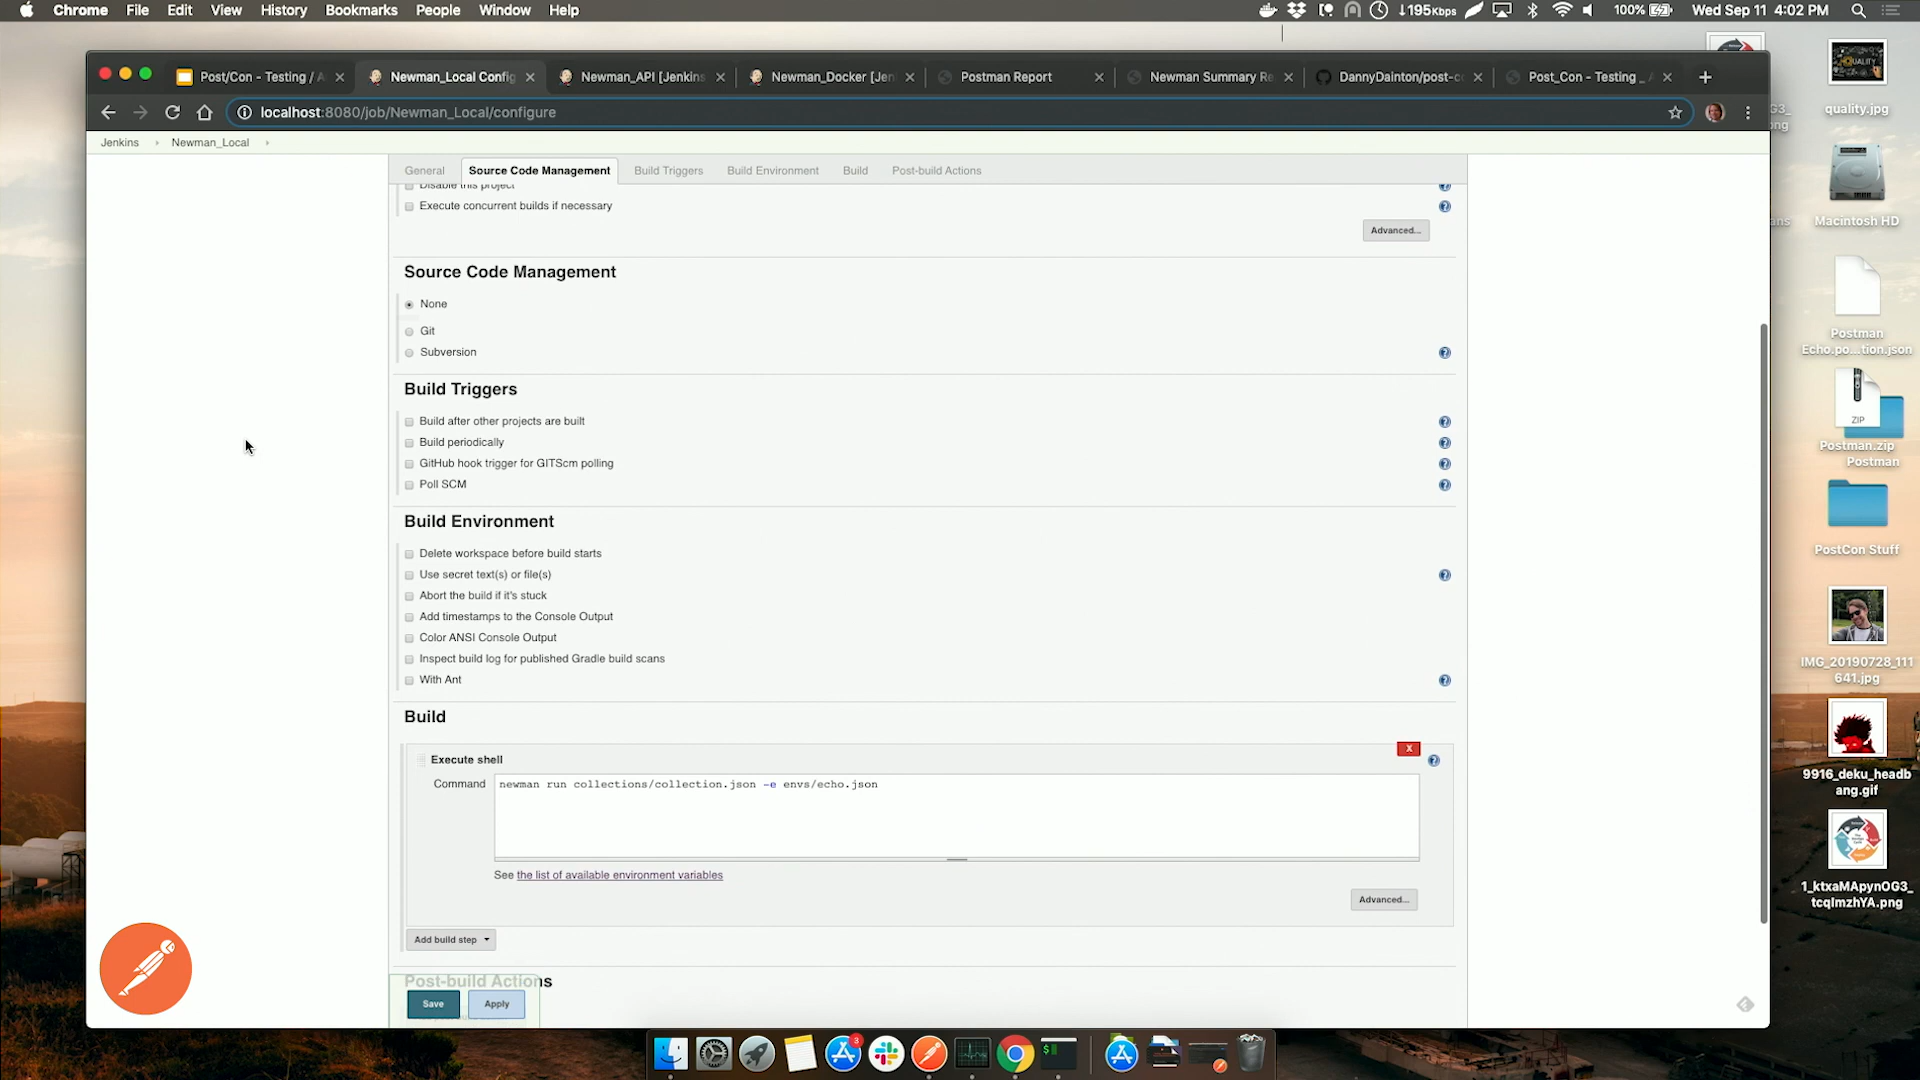 Chrome File Edit View History Bookmarks People Window Help
↓195Kbps 100% Wed Sep 11 4:02 PM
Post/Con - Testing / A
Newman_Local Config
Newman_API [Jenkins
Newman_Docker [Jen
Postman Report
Newman Summary Re
DannyDainton/post-c
Post_Con - Testing _ A
localhost:8080/job/Newman_Local/configure
Jenkins Newman_Local
General Source Code Management Build Triggers Build Environment Build Post-build Actions
Disable this project
Execute concurrent builds if necessary
Advanced...
Source Code Management
None
Git
Subversion
Build Triggers
Build after other projects are built
Build periodically
GitHub hook trigger for GITScm polling
Poll SCM
Build Environment
Delete workspace before build starts
Use secret text(s) or file(s)
Abort the build if it's stuck
Add timestamps to the Console Output
Color ANSI Console Output
Inspect build log for published Gradle build scans
With Ant
Build
X
Execute shell
Command newman run collections/collection.json -e envs/echo.json
See the list of available environment variables
Advanced...
Add build step
Post-build Actions
Save Apply
QUALITY
quality.jpg
G3_
Macintosh HD
Postman
Echo.po...tion.json
ZIP
Postman.zip
Postman
PostCon Stuff
IMG_20190728_111
641.jpg
9916_deku_headb
ang.gif
1_ktxaMApynOG3_
tcqImzhYA.png
3